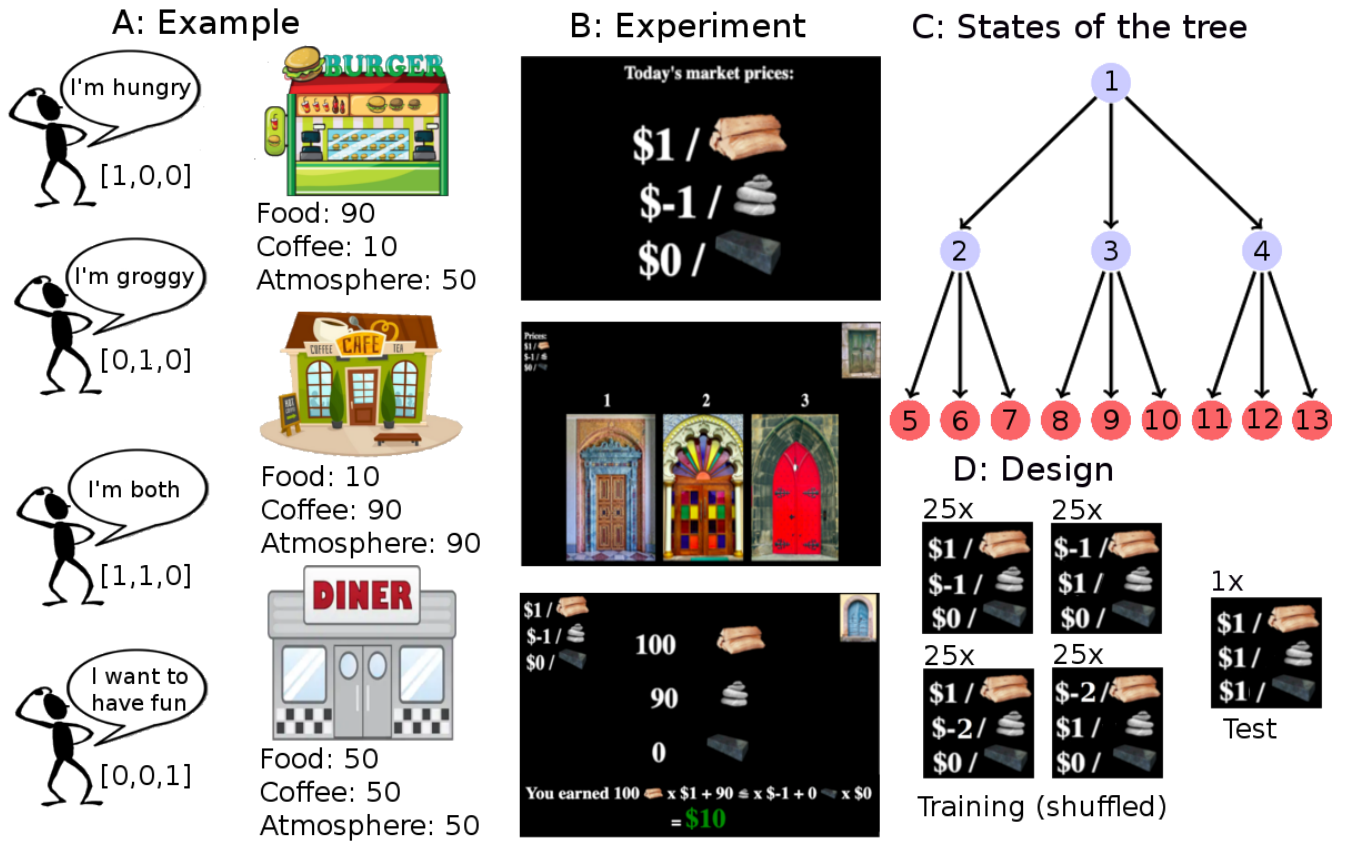 A: Example
I'm hungry
[1,0,0]
BURGER
Food: 90
Coffee: 10
Atmosphere: 50
I'm groggy
[0,1,0]
COFFEE CAFE TEA
Food: 10
Coffee: 90
Atmosphere: 90
I'm both
[1,1,0]
DINER
I want to
have fun
[0,0,1]
Food: 50
Coffee: 50
Atmosphere: 50
B: Experiment
Today's market prices:
$1 /
$-1 /
$0 /
Prices:
$1 /
$-1 /
$0 /
1 2 3
$1 /
$-1 /
$0 /
100
90
0
You earned 100 x $1 + 90 x $-1 + 0 x $0
= $10
C: States of the tree
1
2 3 4
5 6 7 8 9 10 11 12 13
D: Design
25x
$1 /
$-1 /
$0 /
25x
$-1 /
$1 /
$0 /
25x
$1 /
$-2 /
$0 /
25x
$-2 /
$1 /
$0 /
Training (shuffled)
1x
$1 /
$1 /
$1 /
Test